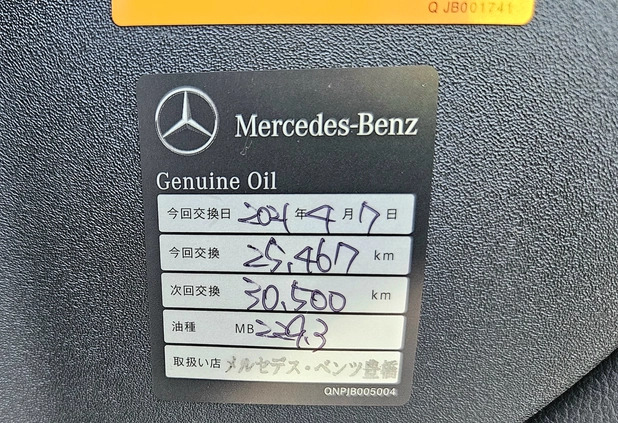 Q JB001741
Mercedes-Benz
Genuine Oil
今回交換日 2021年4月7日
今回交換 25,467 km
次回交換 30,500 km
油種 MB 229.3
取扱い店 メルセデス・ベンツ豊橋
QNPJB005004